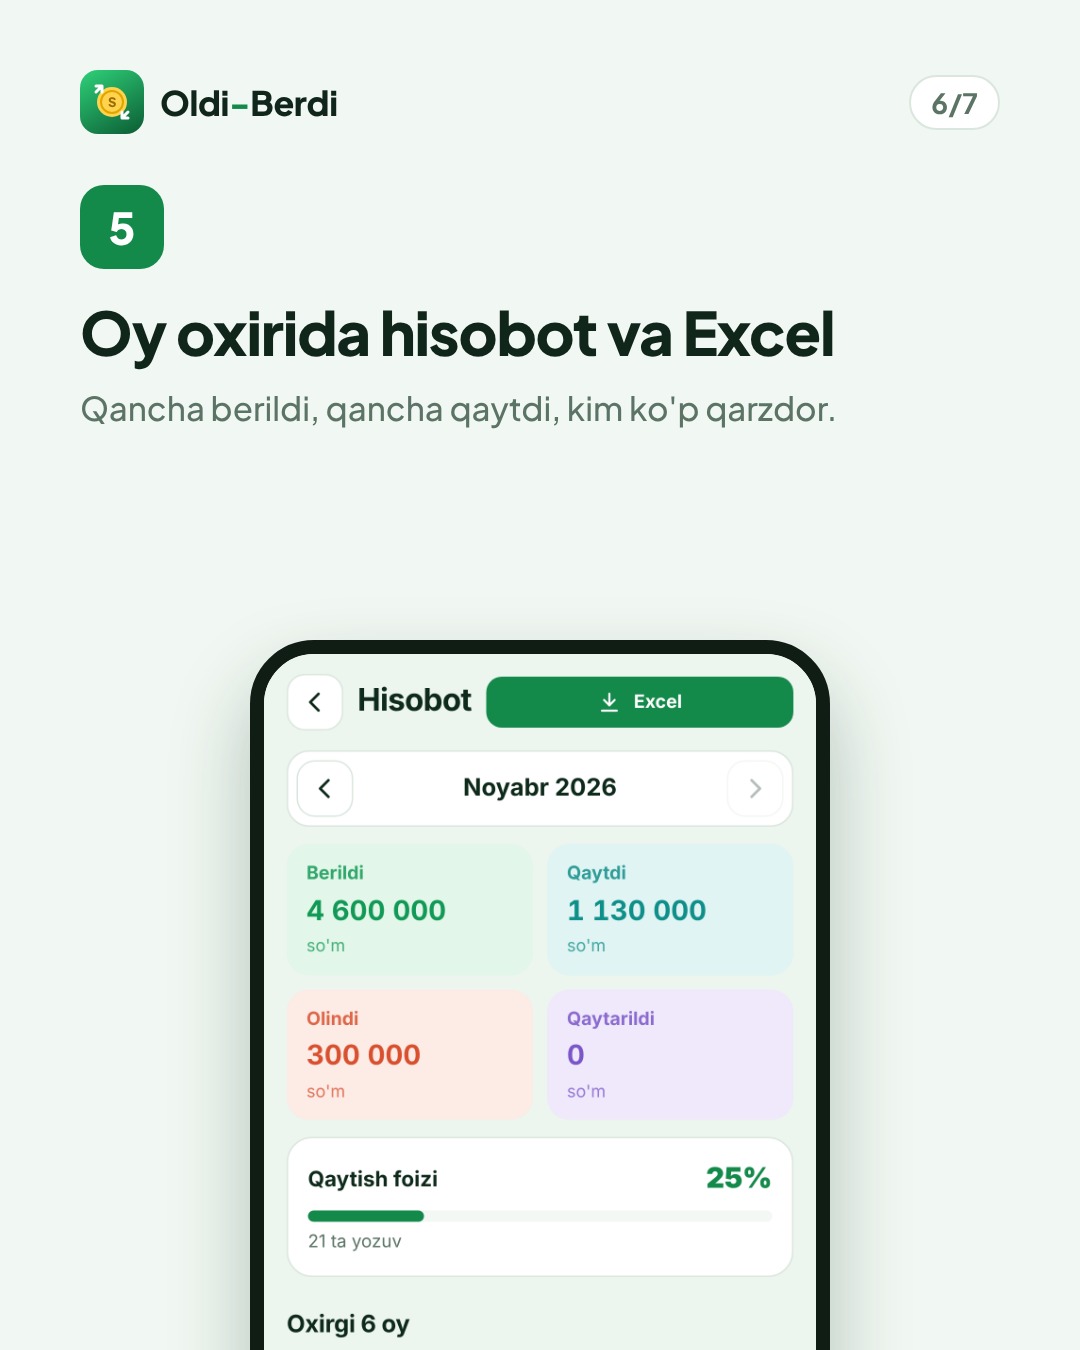 S
Oldi-Berdi
6/7
5
Oy oxirida hisobot va Excel
Qancha berildi, qancha qaytdi, kim ko'p qarzdor.
Hisobot
Excel
Noyabr 2026
Berildi
4 600 000
so'm
Qaytdi
1 130 000
so'm
Olindi
300 000
so'm
Qaytarildi
0
so'm
Qaytish foizi
25%
21 ta yozuv
Oxirgi 6 oy